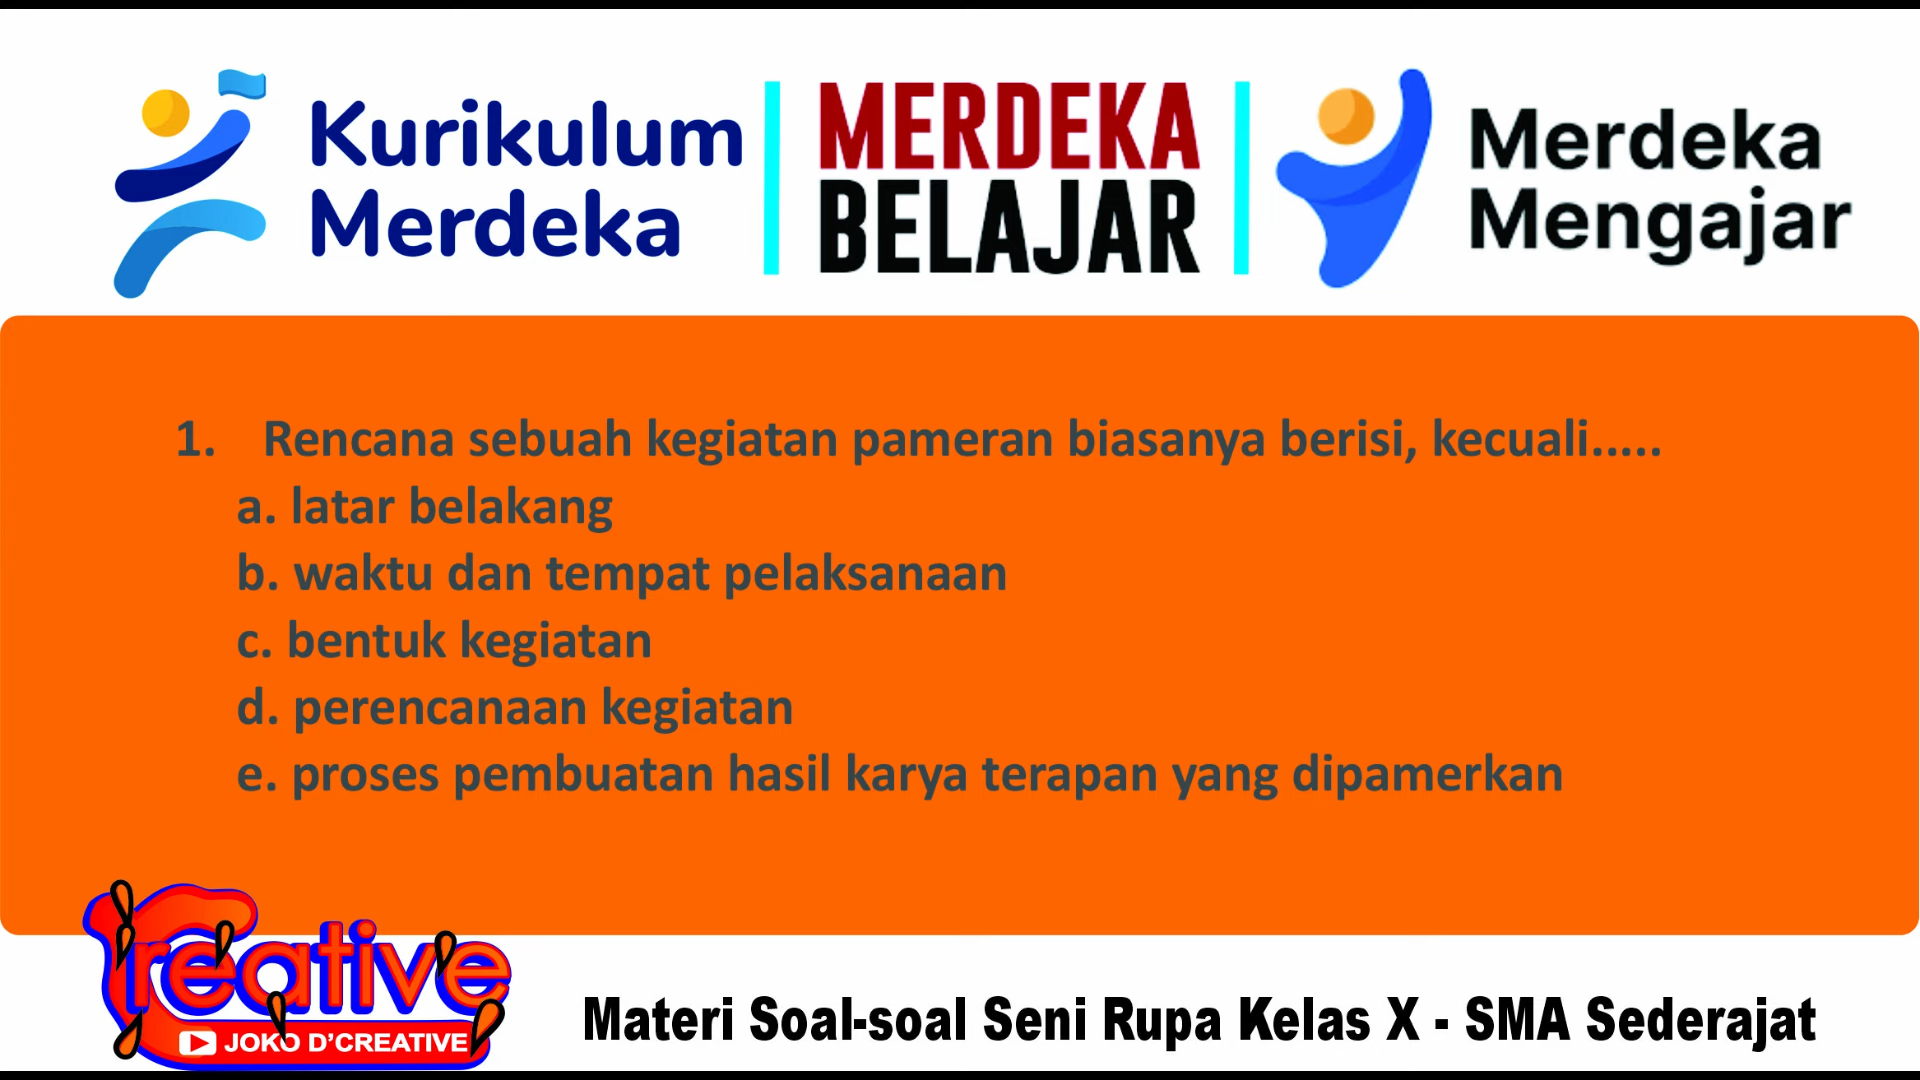 Kurikulum
Merdeka
MERDEKA
BELAJAR
Merdeka
Mengajar
1. Rencana sebuah kegiatan pameran biasanya berisi, kecuali.....
a. latar belakang
b. waktu dan tempat pelaksanaan
c. bentuk kegiatan
d. perencanaan kegiatan
e. proses pembuatan hasil karya terapan yang dipamerkan
Creative
JOKO D'CREATIVE
Materi Soal-soal Seni Rupa Kelas X - SMA Sederajat